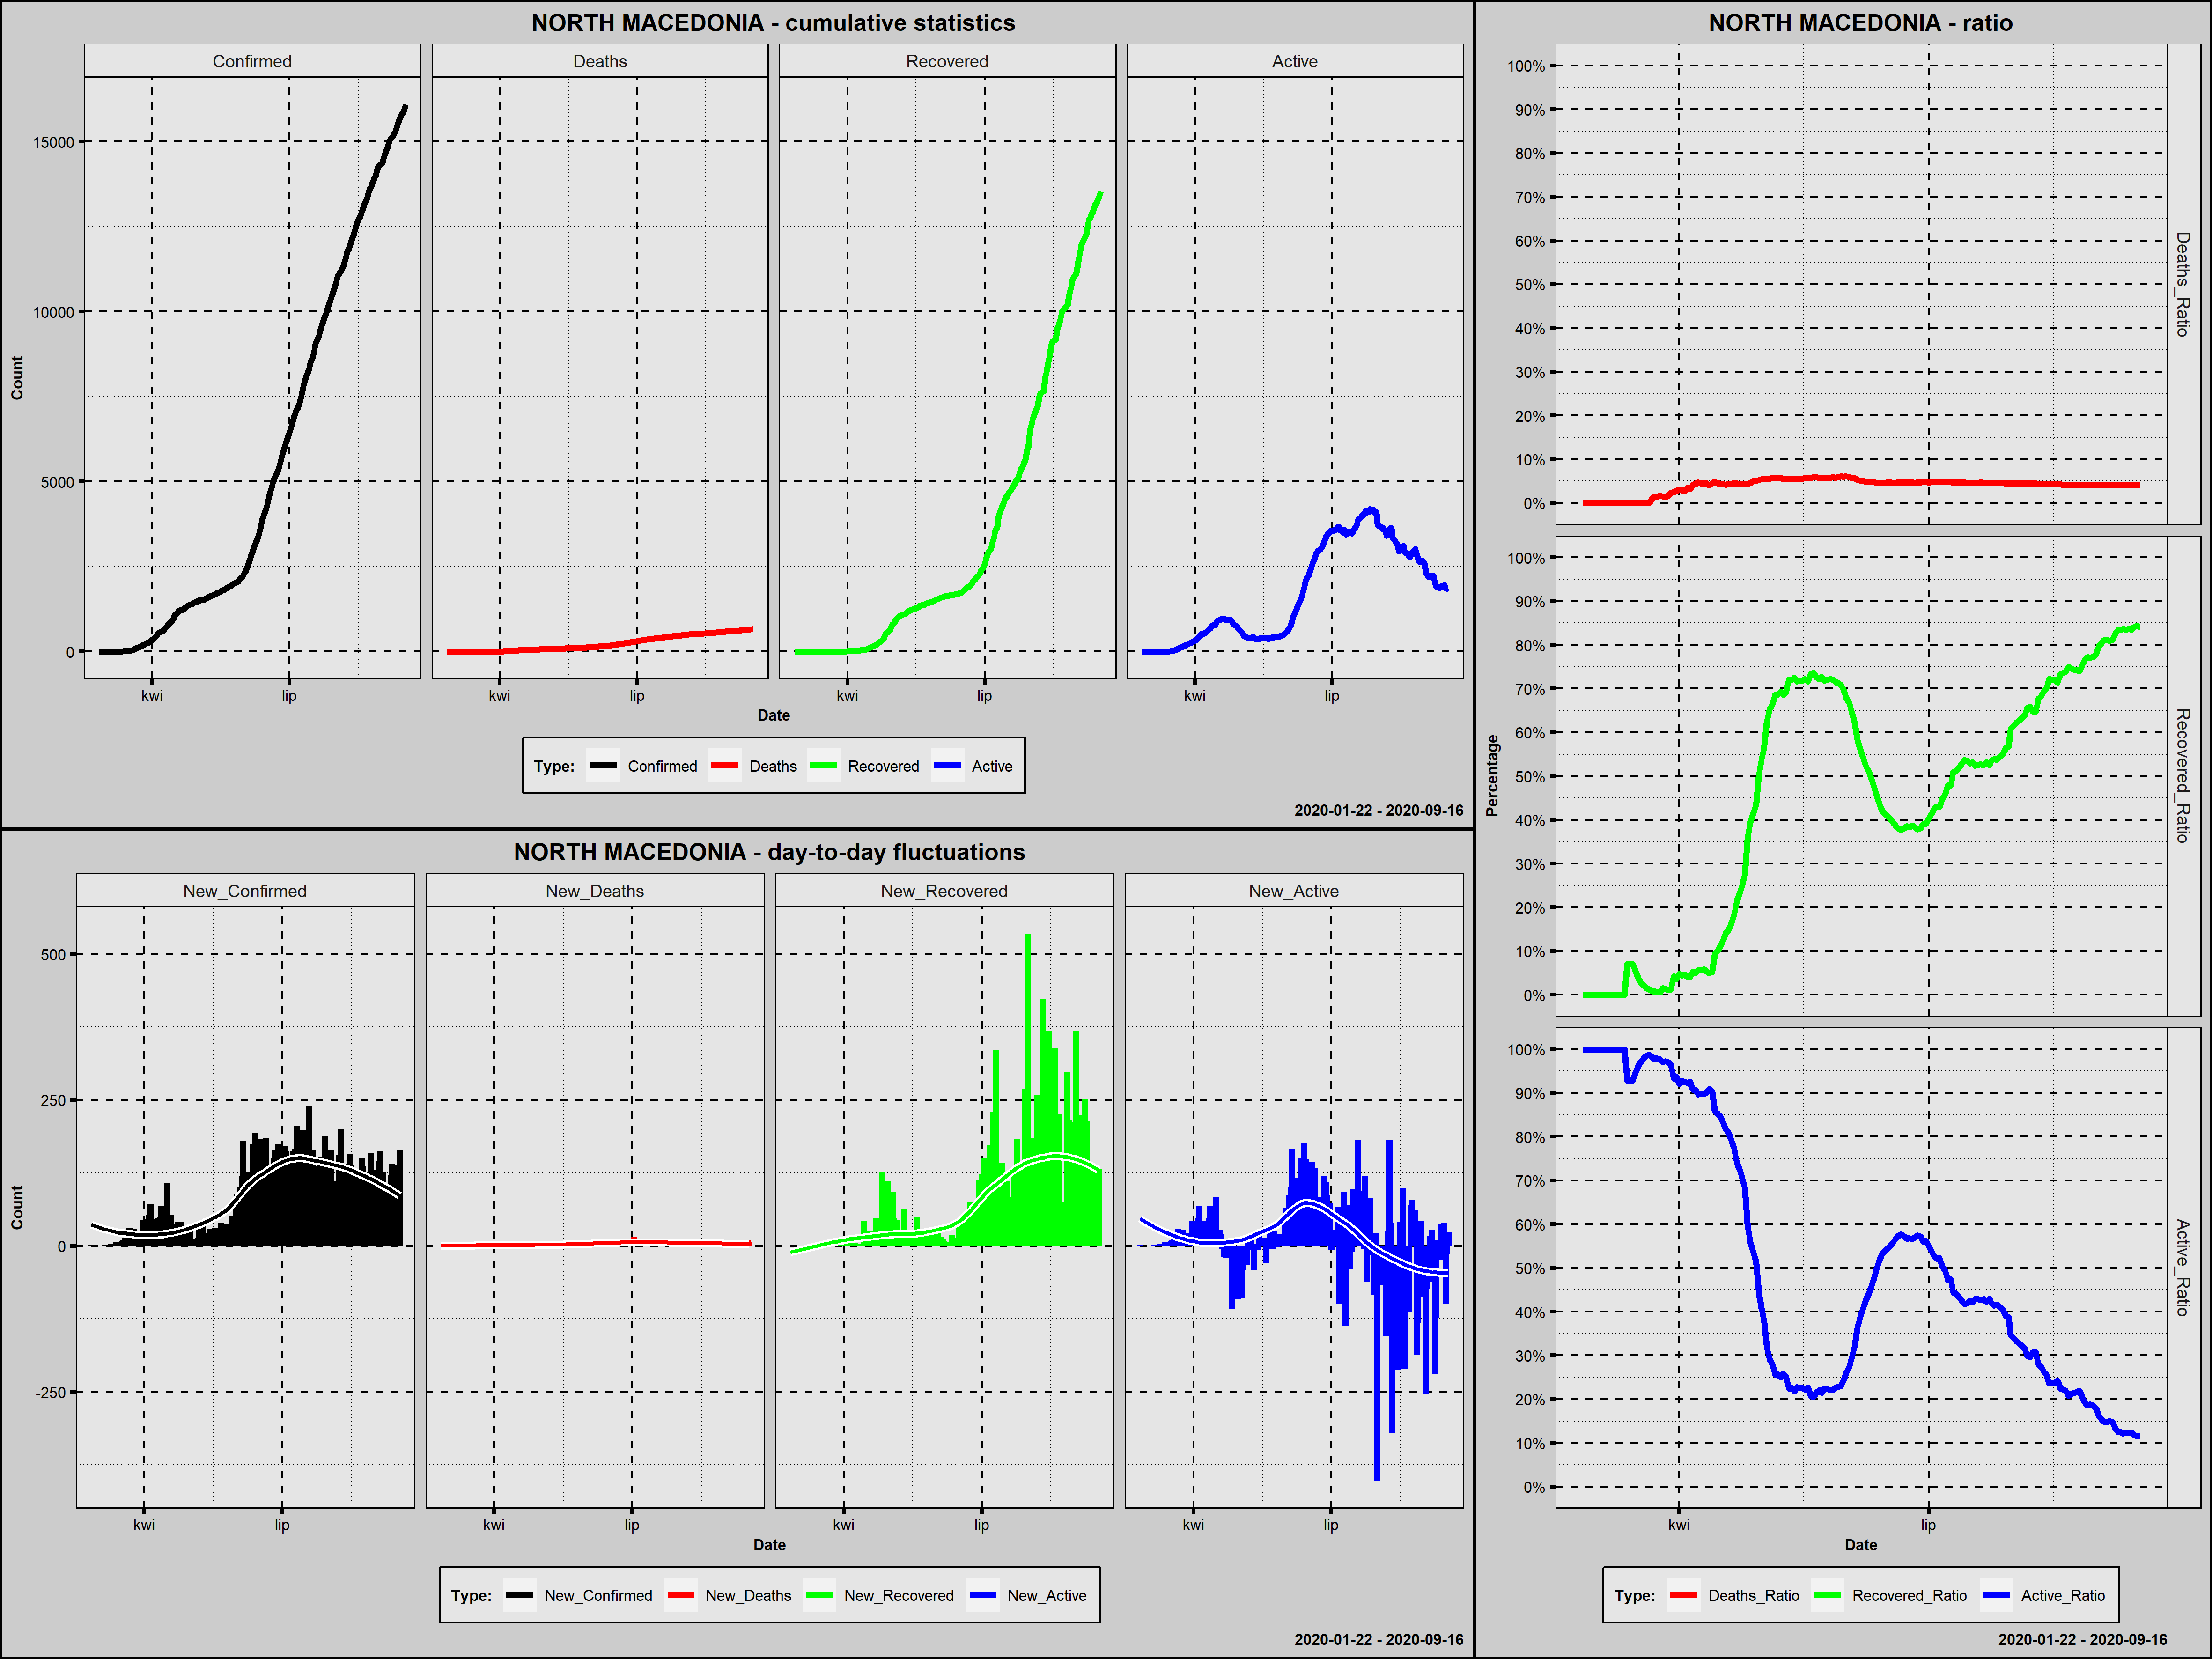 NORTH MACEDONIA - cumulative statistics
Confirmed Deaths Recovered Active
15000
10000
5000
0
Count
kwi lip kwi lip kwi lip kwi lip
Date
Type: Confirmed Deaths Recovered Active
2020-01-22 - 2020-09-16
NORTH MACEDONIA - day-to-day fluctuations
New_Confirmed New_Deaths New_Recovered New_Active
500
250
0
-250
Count
kwi lip kwi lip kwi lip kwi lip
Date
Type: New_Confirmed New_Deaths New_Recovered New_Active
2020-01-22 - 2020-09-16
NORTH MACEDONIA - ratio
100%
90%
80%
70%
60%
50%
40%
30%
20%
10%
0%
Deaths_Ratio
100%
90%
80%
70%
60%
50%
40%
30%
20%
10%
0%
Recovered_Ratio
Percentage
100%
90%
80%
70%
60%
50%
40%
30%
20%
10%
0%
Active_Ratio
kwi lip
Date
Type: Deaths_Ratio Recovered_Ratio Active_Ratio
2020-01-22 - 2020-09-16